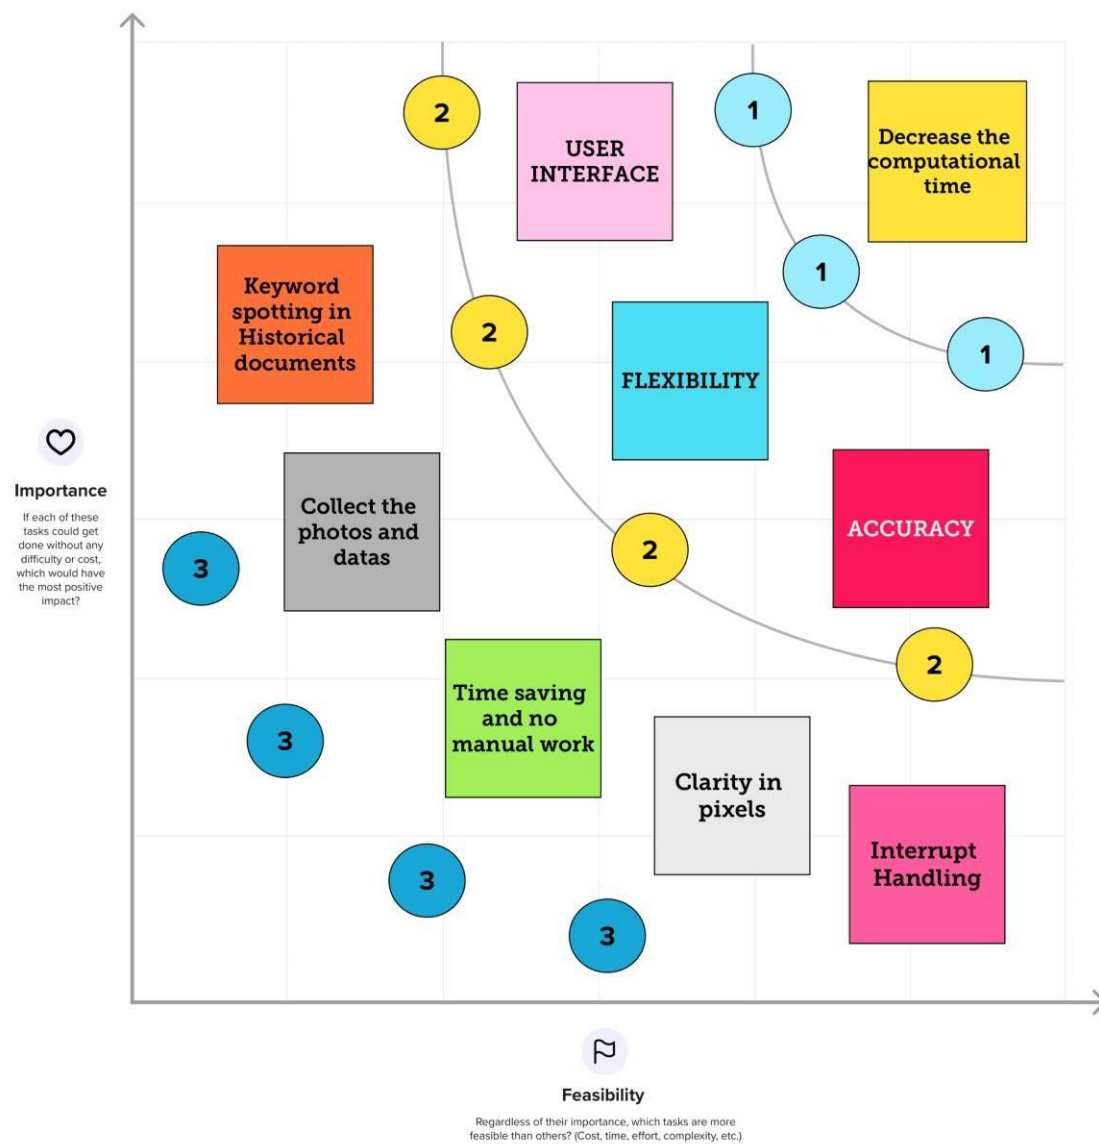 2
1
USER
INTERFACE
Decrease the
computational
time
1
Keyword
spotting in
Historical
documents
2
FLEXIBILITY
1
Importance
If each of these
tasks could get
done without any
difficulty or cost,
which would have
the most positive
impact?
Collect the
photos and
datas
ACCURACY
3
2
2
Time saving
and no
manual work
3
Clarity in
pixels
Interrupt
Handling
3
3
Feasibility
Regardless of their importance, which tasks are more
feasible than others? (Cost, time, effort, complexity, etc.)